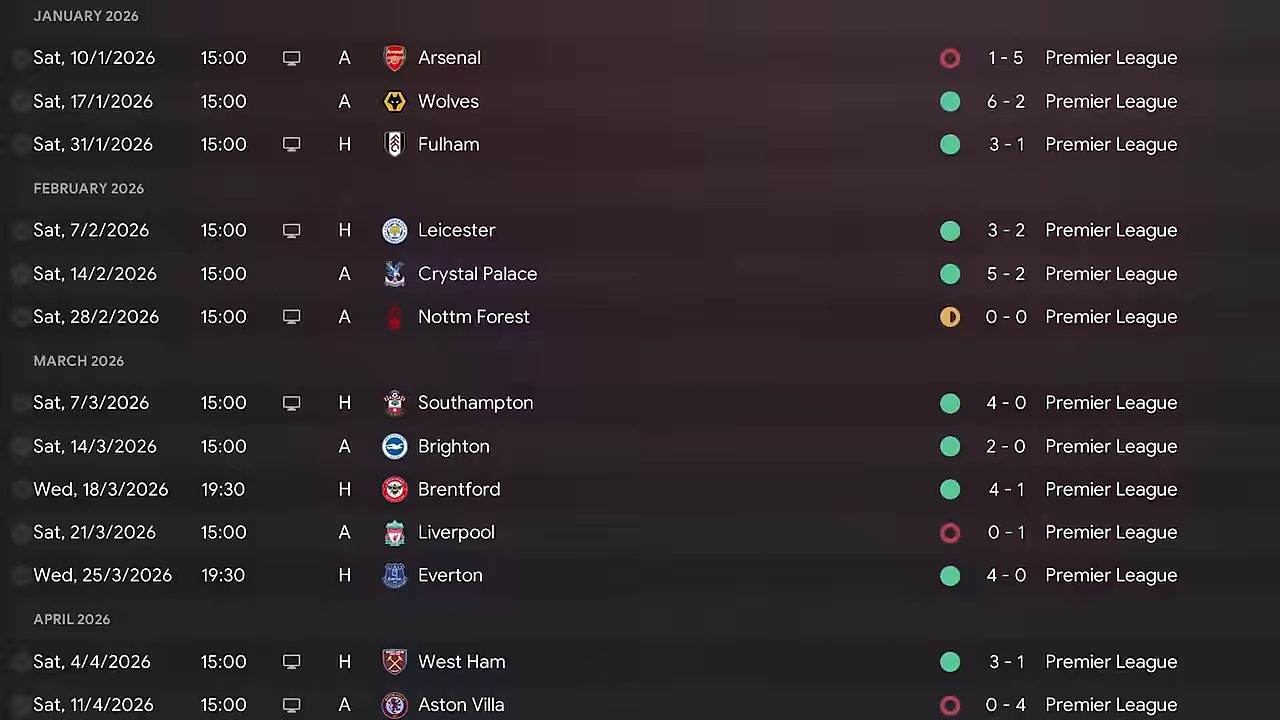 JANUARY 2026
Sat, 10/1/2026 15:00 A Arsenal 1 - 5 Premier League
Sat, 17/1/2026 15:00 A Wolves 6 - 2 Premier League
Sat, 31/1/2026 15:00 H Fulham 3 - 1 Premier League
FEBRUARY 2026
Sat, 7/2/2026 15:00 H Leicester 3 - 2 Premier League
Sat, 14/2/2026 15:00 A Crystal Palace 5 - 2 Premier League
Sat, 28/2/2026 15:00 A Nottm Forest 0 - 0 Premier League
MARCH 2026
Sat, 7/3/2026 15:00 H Southampton 4 - 0 Premier League
Sat, 14/3/2026 15:00 A Brighton 2 - 0 Premier League
Wed, 18/3/2026 19:30 H Brentford 4 - 1 Premier League
Sat, 21/3/2026 15:00 A Liverpool 0 - 1 Premier League
Wed, 25/3/2026 19:30 H Everton 4 - 0 Premier League
APRIL 2026
Sat, 4/4/2026 15:00 H West Ham 3 - 1 Premier League
Sat, 11/4/2026 15:00 A Aston Villa 0 - 4 Premier League